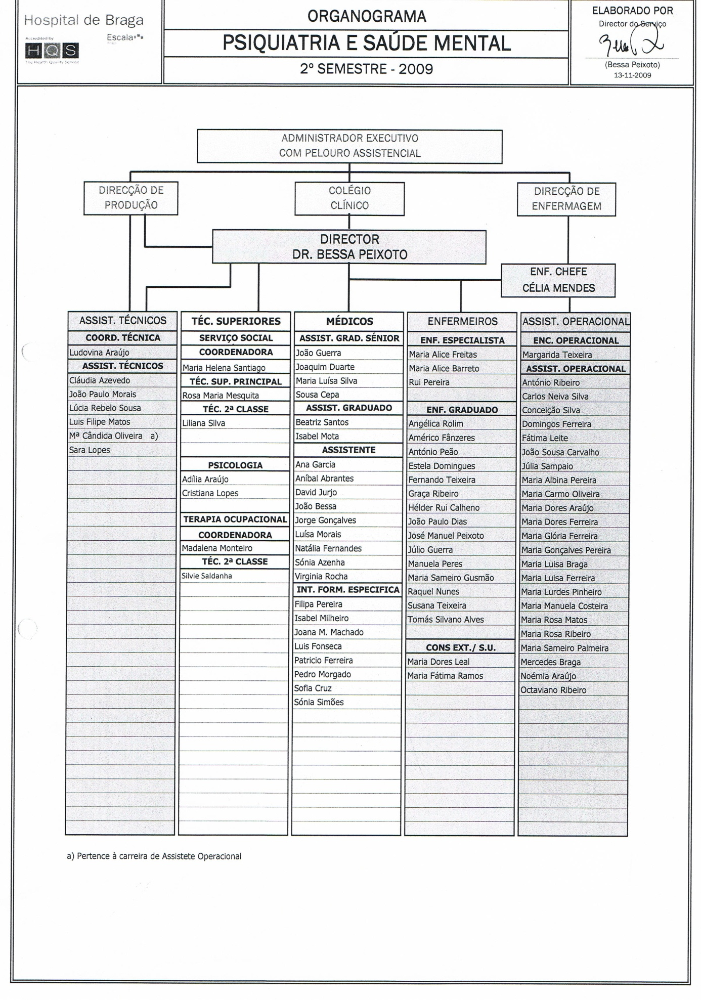 Hospital de Braga
Escala
Accredited by
HQS
The Health Quality Service
ORGANOGRAMA
PSIQUIATRIA E SAÚDE MENTAL
2º SEMESTRE - 2009
ELABORADO POR
Director do Serviço
(Bessa Peixoto)
13-11-2009
ADMINISTRADOR EXECUTIVO
COM PELOURO ASSISTENCIAL
DIRECÇÃO DE
PRODUÇÃO
COLÉGIO
CLÍNICO
DIRECÇÃO DE
ENFERMAGEM
DIRECTOR
DR. BESSA PEIXOTO
ENF. CHEFE
CÉLIA MENDES
ASSIST. TÉCNICOS
COORD. TÉCNICA
Ludovina Araújo
ASSIST. TÉCNICOS
Cláudia Azevedo
João Paulo Morais
Lúcia Rebelo Sousa
Luis Filipe Matos
Mª Cândida Oliveira a)
Sara Lopes
TÉC. SUPERIORES
SERVIÇO SOCIAL
COORDENADORA
Maria Helena Santiago
TÉC. SUP. PRINCIPAL
Rosa Maria Mesquita
TÉC. 2ª CLASSE
Liliana Silva
PSICOLOGIA
Adília Araújo
Cristiana Lopes
TERAPIA OCUPACIONAL
COORDENADORA
Madalena Monteiro
TÉC. 2ª CLASSE
Silvie Saldanha
MÉDICOS
ASSIST. GRAD. SÉNIOR
João Guerra
Joaquim Duarte
Maria Luísa Silva
Sousa Cepa
ASSIST. GRADUADO
Beatriz Santos
Isabel Mota
ASSISTENTE
Ana Garcia
Aníbal Abrantes
David Jurjo
João Bessa
Jorge Gonçalves
Luísa Morais
Natália Fernandes
Sónia Azenha
Virginia Rocha
INT. FORM. ESPECIFICA
Filipa Pereira
Isabel Milheiro
Joana M. Machado
Luis Fonseca
Patricio Ferreira
Pedro Morgado
Sofia Cruz
Sónia Simões
ENFERMEIROS
ENF. ESPECIALISTA
Maria Alice Freitas
Maria Alice Barreto
Rui Pereira
ENF. GRADUADO
Angélica Rolim
Américo Fânzeres
António Peão
Estela Domingues
Fernando Teixeira
Graça Ribeiro
Hélder Rui Calheno
João Paulo Dias
José Manuel Peixoto
Júlio Guerra
Manuela Peres
Maria Sameiro Gusmão
Raquel Nunes
Susana Teixeira
Tomás Silvano Alves
CONS EXT./ S.U.
Maria Dores Leal
Maria Fátima Ramos
ASSIST. OPERACIONAL
ENC. OPERACIONAL
Margarida Teixeira
ASSIST. OPERACIONAL
António Ribeiro
Carlos Neiva Silva
Conceição Silva
Domingos Ferreira
Fátima Leite
João Sousa Carvalho
Júlia Sampaio
Maria Albina Pereira
Maria Carmo Oliveira
Maria Dores Araújo
Maria Dores Ferreira
Maria Glória Ferreira
Maria Gonçalves Pereira
Maria Luisa Braga
Maria Luisa Ferreira
Maria Lurdes Pinheiro
Maria Manuela Costeira
Maria Rosa Matos
Maria Rosa Ribeiro
Maria Sameiro Palmeira
Mercedes Braga
Noémia Araújo
Octaviano Ribeiro
a) Pertence à carreira de Assistete Operacional